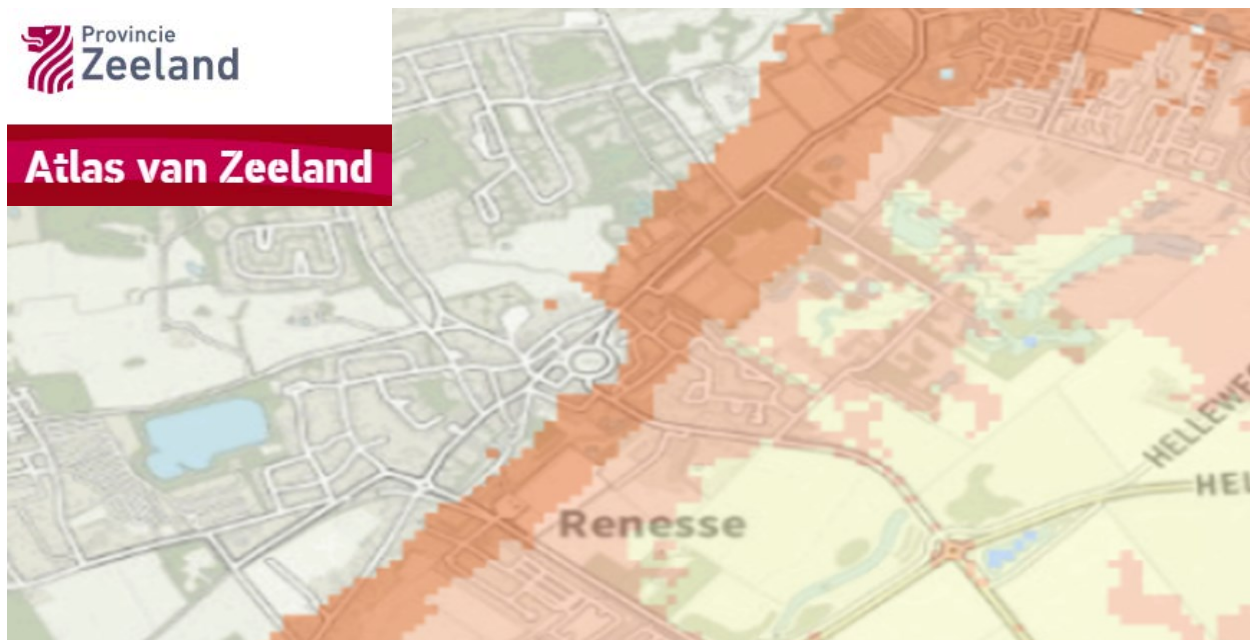 Provincie
Zeeland
Atlas van Zeeland
Renesse
HELLEWE
HEL